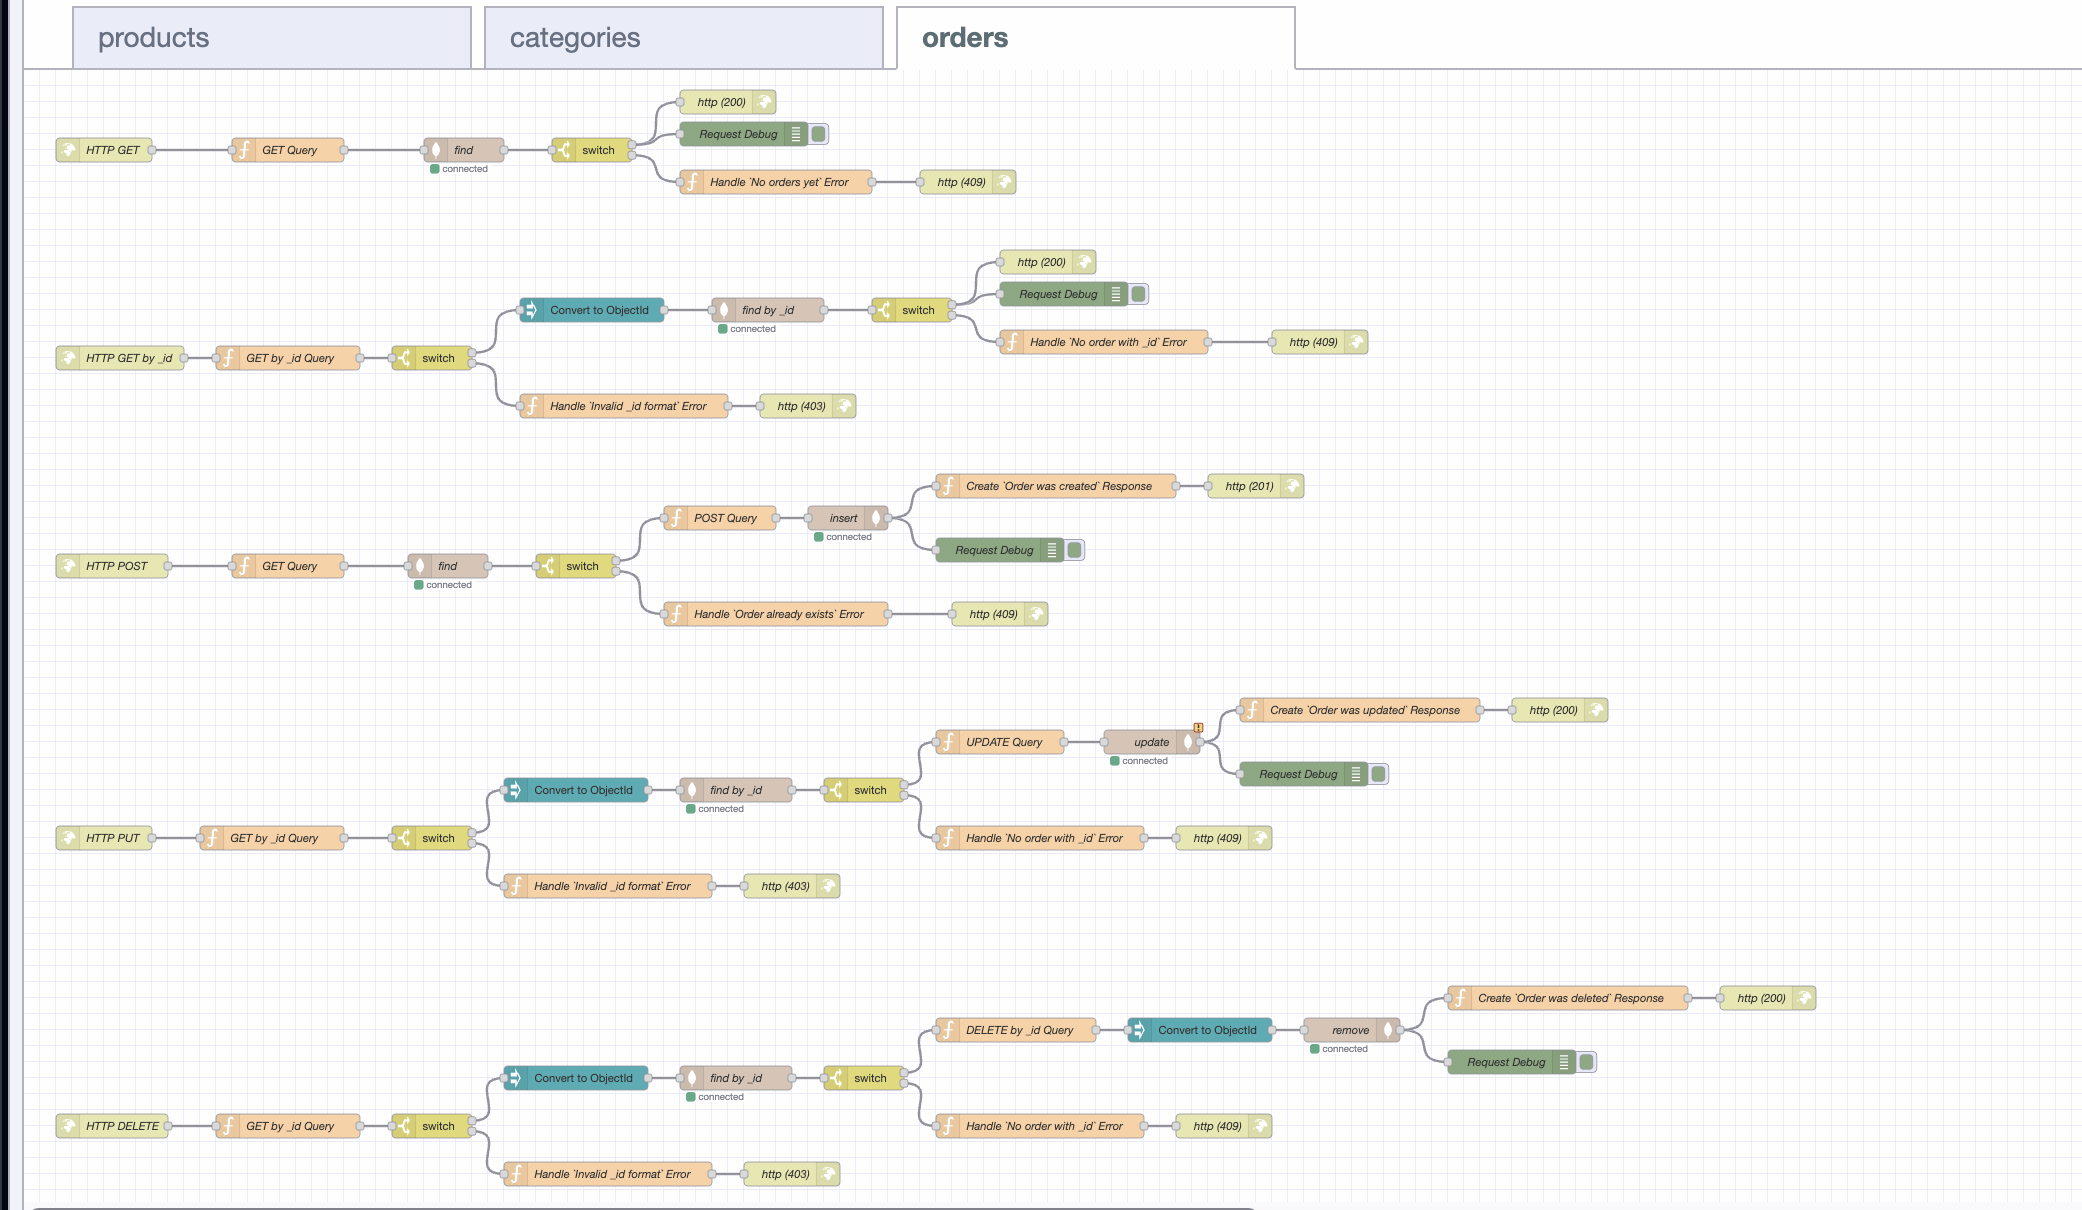 products
categories
orders
http (200)
Request Debug
HTTP GET
GET Query
find
switch
connected
Handle `No orders yet` Error
http (409)
http (200)
Request Debug
Convert to ObjectId
find by _id
switch
connected
Handle `No order with _id` Error
http (409)
HTTP GET by _id
GET by _id Query
switch
Handle `Invalid _id format` Error
http (403)
Create `Order was created` Response
http (201)
POST Query
insert
connected
Request Debug
HTTP POST
GET Query
find
switch
connected
Handle `Order already exists` Error
http (409)
Create `Order was updated` Response
http (200)
UPDATE Query
update
connected
Request Debug
Convert to ObjectId
find by _id
switch
connected
HTTP PUT
GET by _id Query
switch
Handle `No order with _id` Error
http (409)
Handle `Invalid _id format` Error
http (403)
Create `Order was deleted` Response
http (200)
DELETE by _id Query
Convert to ObjectId
remove
connected
Request Debug
Convert to ObjectId
find by _id
switch
connected
HTTP DELETE
GET by _id Query
switch
Handle `No order with _id` Error
http (409)
Handle `Invalid _id format` Error
http (403)